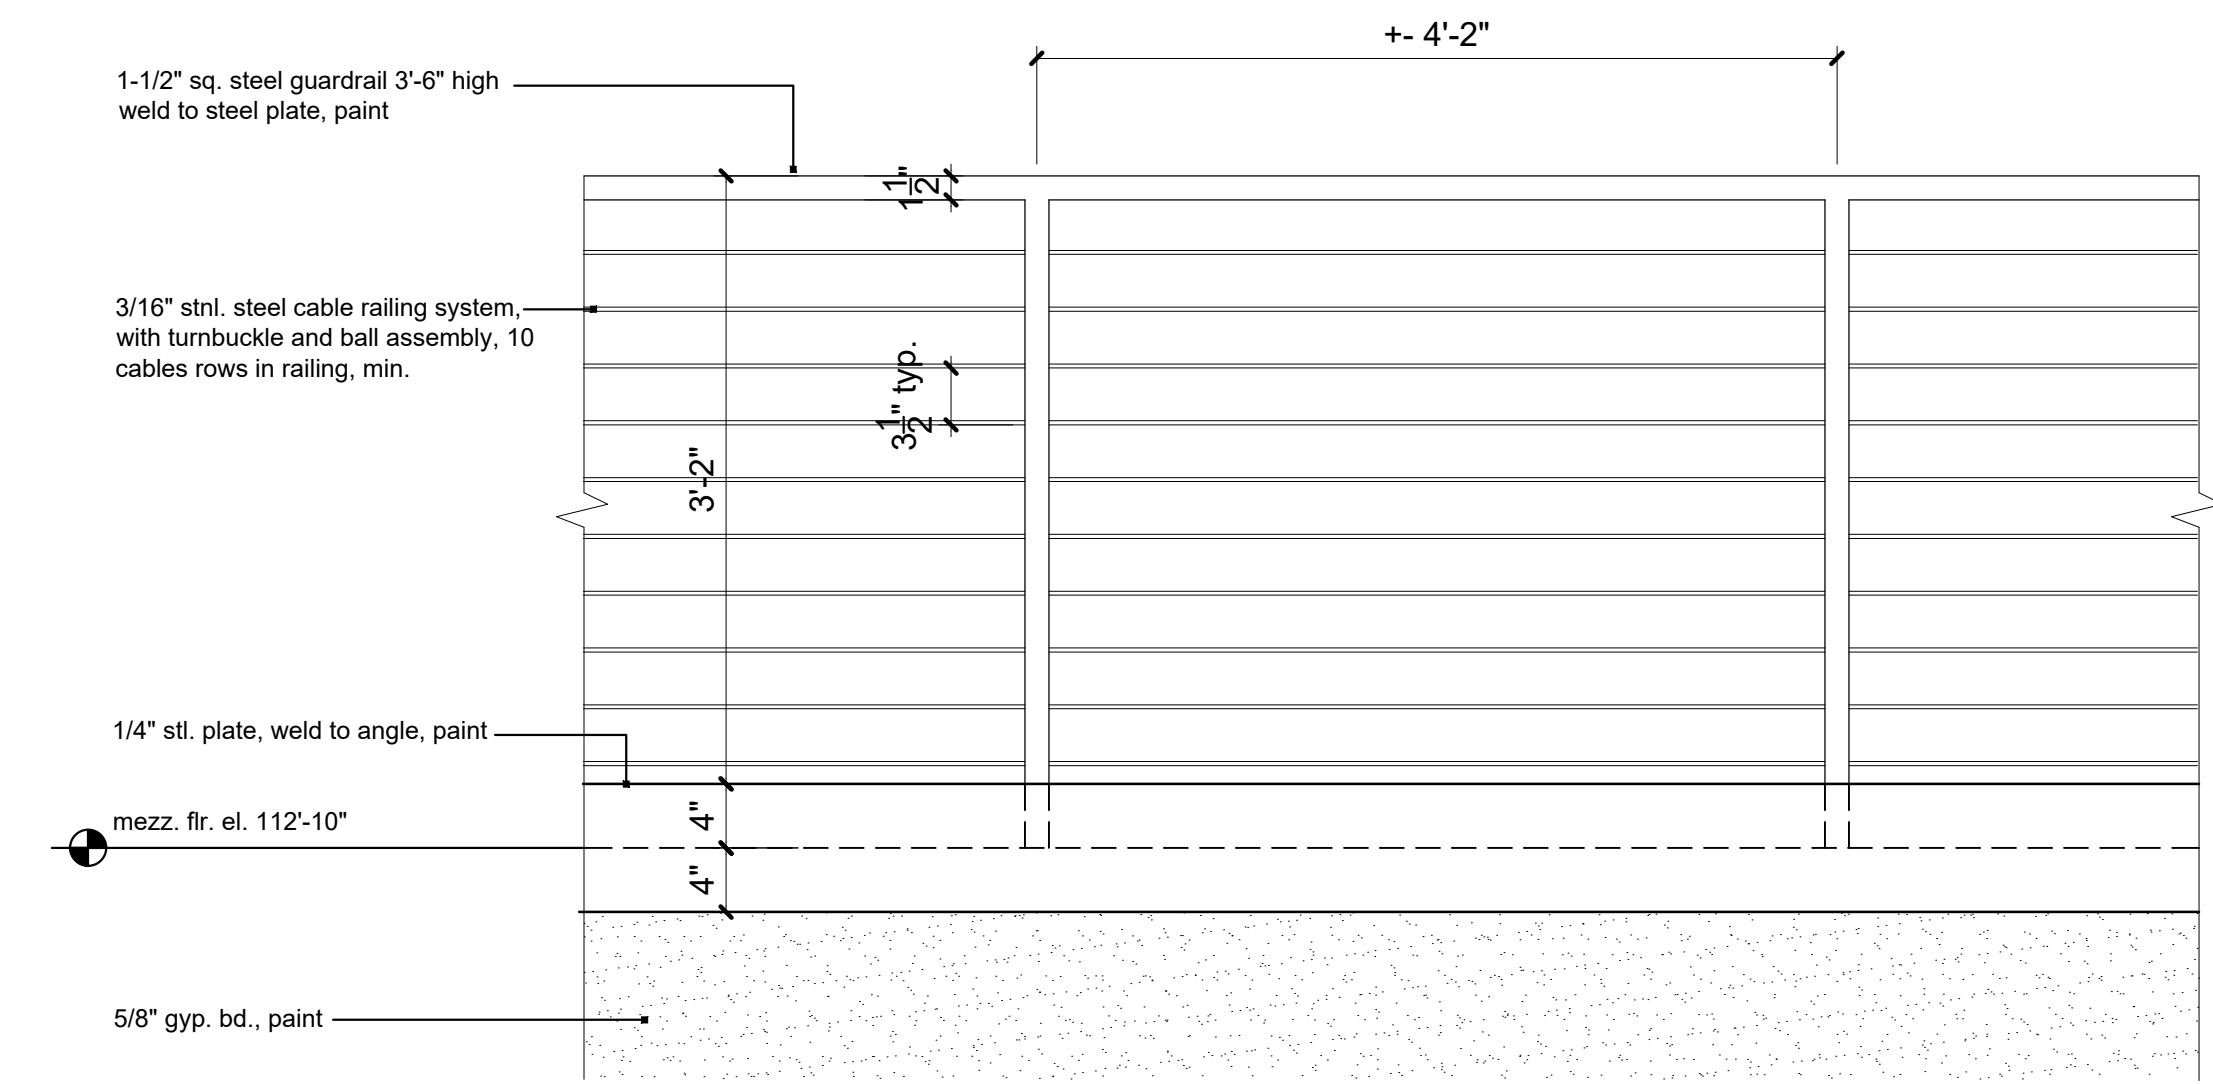 +- 4'-2"
1-1/2" sq. steel guardrail 3'-6" high
weld to steel plate, paint
1 1/2"
3/16" stnl. steel cable railing system,
with turnbuckle and ball assembly, 10
cables rows in railing, min.
3 1/2" typ.
3'-2"
1/4" stl. plate, weld to angle, paint
4"
mezz. flr. el. 112'-10"
4"
5/8" gyp. bd., paint